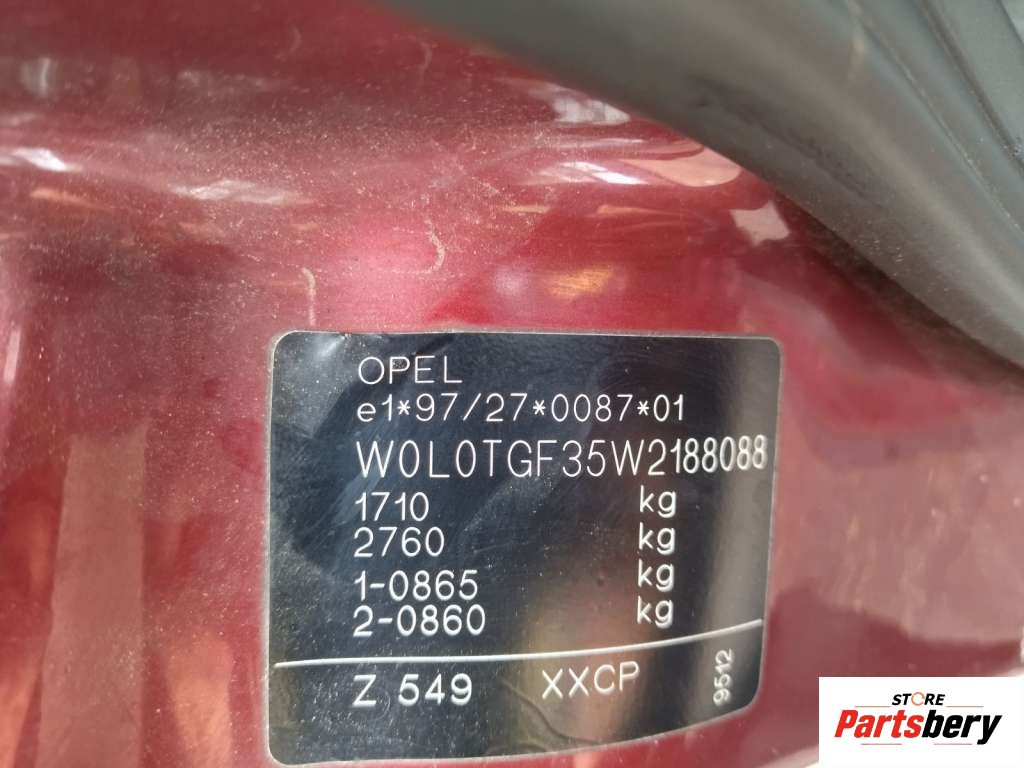 OPEL
e1*97/27*0087*01
W0L0TGF35W2188088
1710 kg
2760 kg
1-0865 kg
2-0860 kg
Z 549 XXCP 9512
STORE
Partsbery